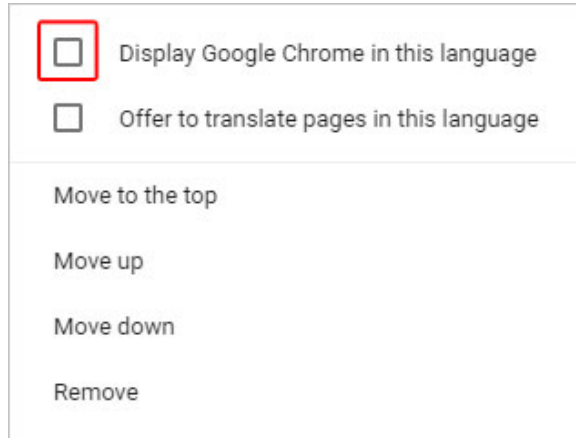 Display Google Chrome in this language
Offer to translate pages in this language
Move to the top
Move up
Move down
Remove